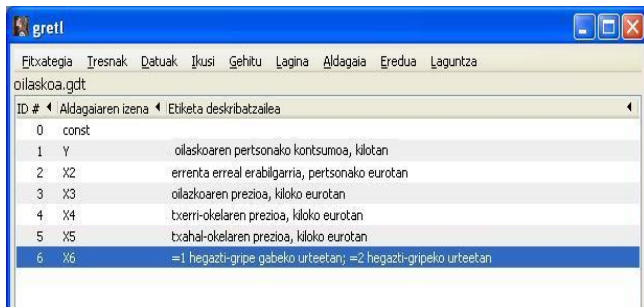 gretl
Fitxategia Tresnak Datuak Ikusi Gehitu Lagina Aldagaia Eredua Laguntza
oilaskoa.gdt
ID # Aldagaiaren izena Etiketa deskribatzailea
0 const
1 Y oilaskoaren pertsonako kontsumoa, kilotan
2 X2 errenta erreal erabilgarria, pertsonako eurotan
3 X3 oilazkoaren prezioa, kiloko eurotan
4 X4 txerri-okelaren prezioa, kiloko eurotan
5 X5 txahal-okelaren prezioa, kiloko eurotan
6 X6 =1 hegazti-gripe gabeko urteetan; =2 hegazti-gripeko urteetan